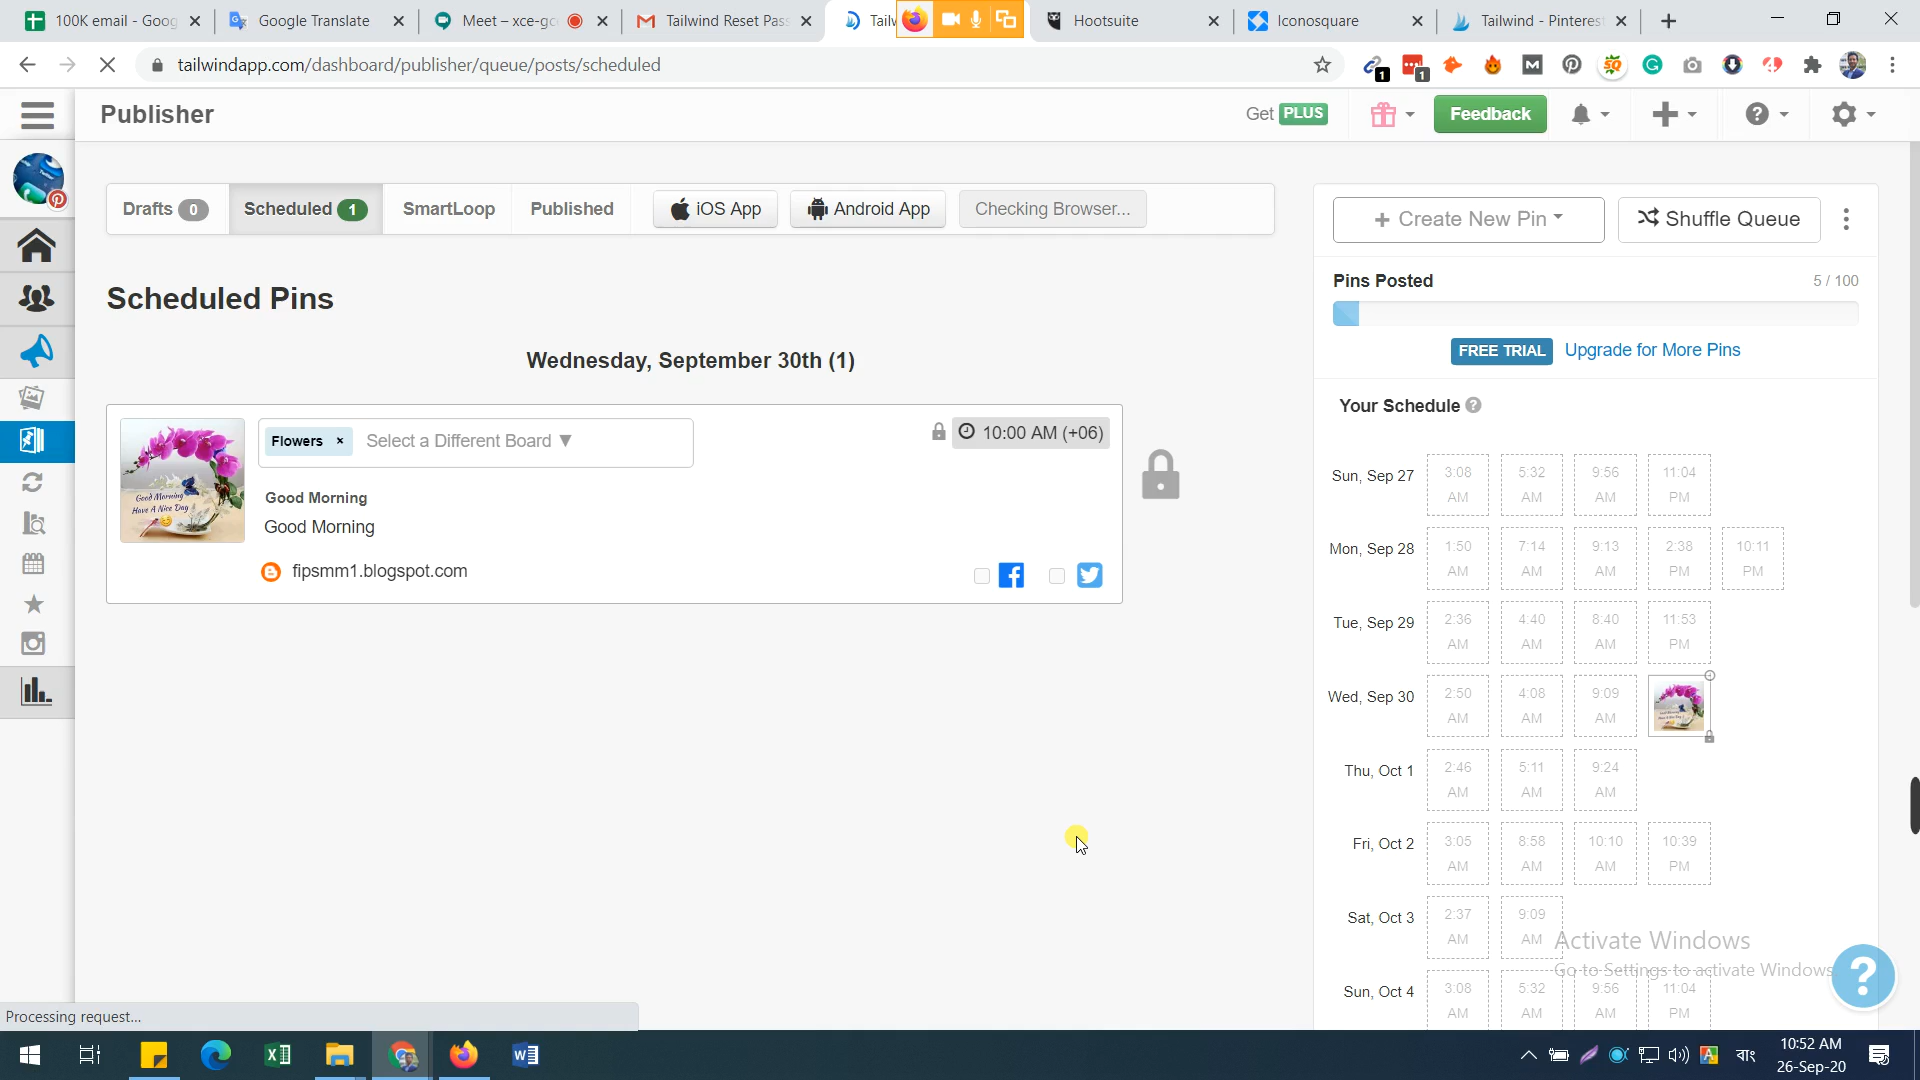 100K email - Goog
Google Translate
Meet – xce-gc
Tailwind Reset Pas
Tailw
Hootsuite
Iconosquare
Tailwind - Pinteres
tailwindapp.com/dashboard/publisher/queue/posts/scheduled
1
1
Publisher
Get PLUS
Feedback
Drafts 0
Scheduled 1
SmartLoop
Published
iOS App
Android App
Checking Browser...
+ Create New Pin
Shuffle Queue
Scheduled Pins
Pins Posted
5 / 100
FREE TRIAL Upgrade for More Pins
Wednesday, September 30th (1)
Your Schedule ?
Flowers × Select a Different Board ▼
10:00 AM (+06)
Good Morning
Have A Nice Day
Good Morning
Good Morning
fipsmm1.blogspot.com
Sun, Sep 27 3:08 AM 5:32 AM 9:56 AM 11:04 PM
Mon, Sep 28 1:50 AM 7:14 AM 9:13 AM 2:38 PM 10:11 PM
Tue, Sep 29 2:36 AM 4:40 AM 8:40 AM 11:53 PM
Wed, Sep 30 2:50 AM 4:08 AM 9:09 AM
Thu, Oct 1 2:46 AM 5:11 AM 9:24 AM
Fri, Oct 2 3:05 AM 8:58 AM 10:10 AM 10:39 PM
Sat, Oct 3 2:37 AM 9:09 AM
Activate Windows
Go to Settings to activate Windows
Sun, Oct 4 3:08 AM 5:32 AM 9:56 AM 11:04 PM
Processing request...
বাং
10:52 AM
26-Sep-20